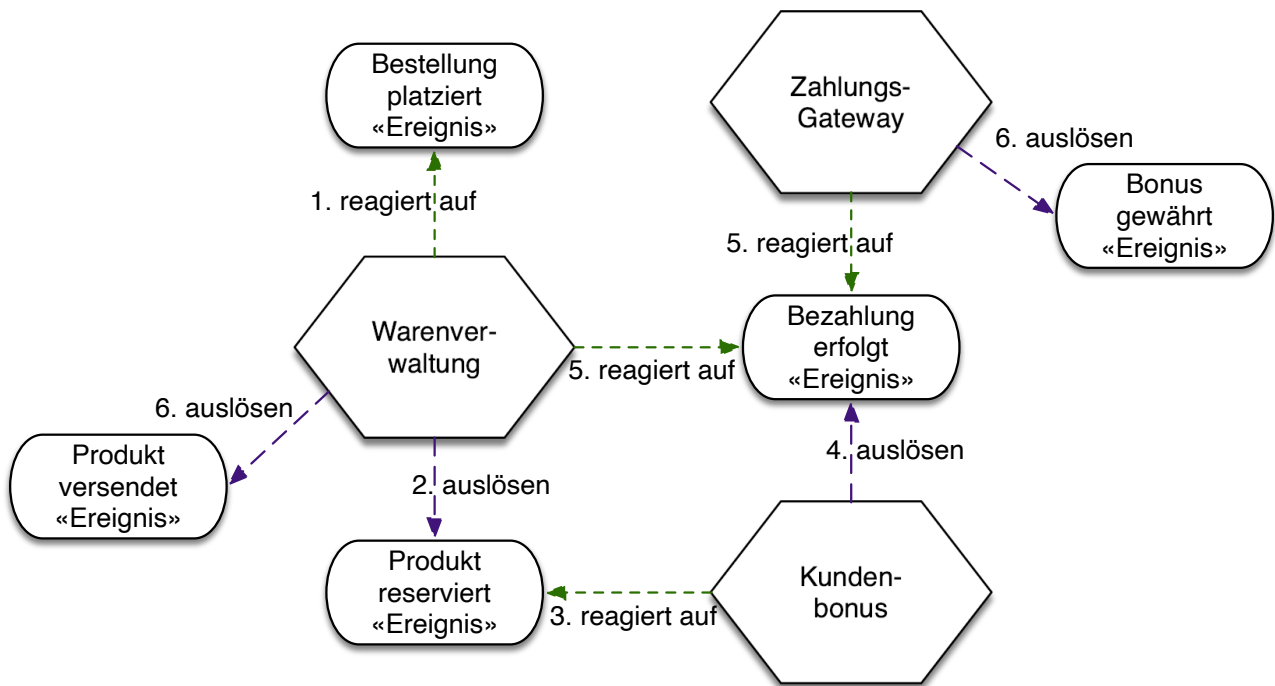 Bestellung
platziert
«Ereignis»
Zahlungs-
Gateway
6. auslösen
Bonus
gewährt
«Ereignis»
1. reagiert auf
5. reagiert auf
Warenver-
waltung
Bezahlung
erfolgt
«Ereignis»
5. reagiert auf
6. auslösen
Produkt
versendet
«Ereignis»
2. auslösen
4. auslösen
Produkt
reserviert
«Ereignis»
3. reagiert auf
Kunden-
bonus